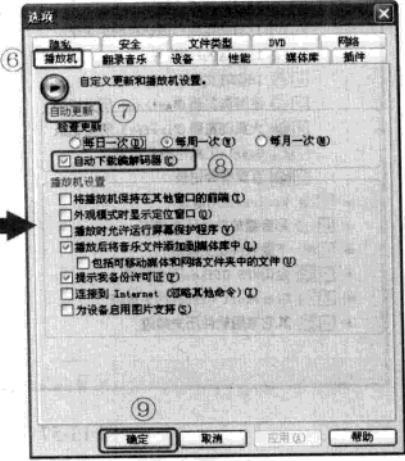 选项
隐私 安全 文件类型 DVD 网络
⑥ 播放机 翻录音乐 设备 性能 媒体库 插件
自定义更新和播放机设置。
自动更新 ⑦
检查更新
每日一次(D) 每周一次(W) 每月一次(M)
自动下载编解码器(C) ⑧
播放机设置
将播放机保持在其他窗口的前端(T)
外观模式时显示定位窗口(O)
播放时允许运行屏幕保护程序(V)
播放后将音乐文件添加到媒体库中(L)
包括可移动媒体和网络文件夹中的文件(U)
提示我备份许可证(P)
连接到 Internet (忽略其他命令)(I)
为设备启用图片支持(S)
⑨
确定 取消 应用(A) 帮助